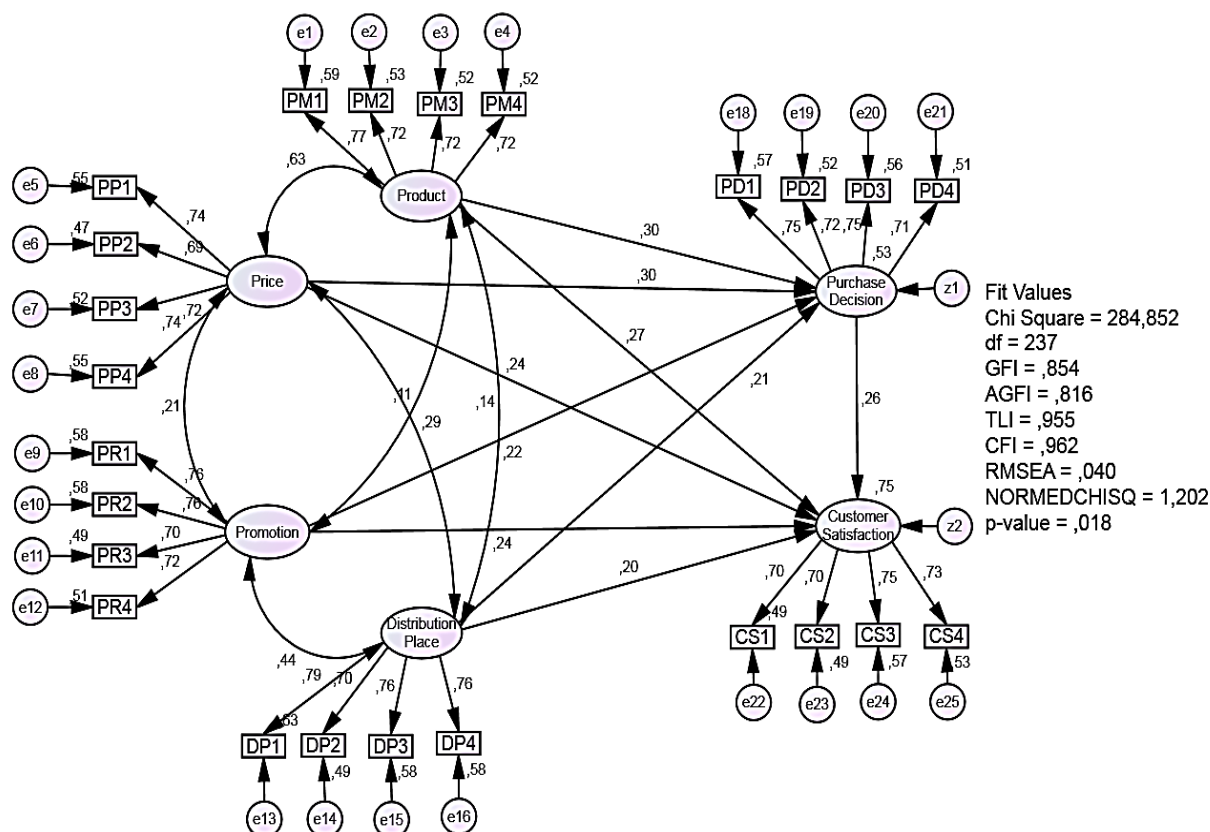 e1
e2
e3
e4
,59
,53
,52
,52
PM1
PM2
PM3
PM4
,77
,72
,72
,72
,63
Product
e5
,55
PP1
e6
,47
PP2
e7
,52
PP3
e8
,55
PP4
,74
,69
,72
,74
Price
,21
e9
,58
PR1
e10
,58
PR2
e11
,49
PR3
e12
,51
PR4
,76
,76
,70
,72
Promotion
,44
Distribution
Place
,79
,70
,76
,76
,63
DP1
DP2
DP3
DP4
,49
,58
,58
e13
e14
e15
e16
,11
,29
,14
,22
,24
,20
,30
,30
,27
,24
,21
,26
e18
e19
e20
e21
,57
,52
,56
,51
PD1
PD2
PD3
PD4
,75
,72
,75
,71
,53
Purchase
Decision
z1
,75
Customer
Satisfaction
z2
,70
,70
,75
,73
,49
CS1
CS2
CS3
CS4
,49
,57
,53
e22
e23
e24
e25
Fit Values
Chi Square = 284,852
df = 237
GFI = ,854
AGFI = ,816
TLI = ,955
CFI = ,962
RMSEA = ,040
NORMEDCHISQ = 1,202
p-value = ,018